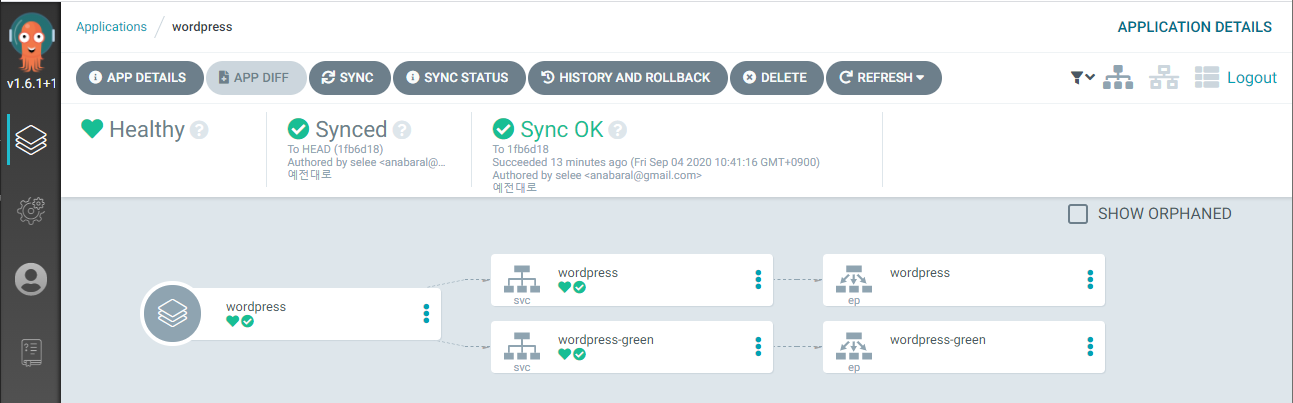 Applications / wordpress
APPLICATION DETAILS
v1.6.1+1
APP DETAILS
APP DIFF
SYNC
SYNC STATUS
HISTORY AND ROLLBACK
DELETE
REFRESH
Logout
Healthy
Synced
To HEAD (1fb6d18)
Authored by selee <anabaral@...
예전대로
Sync OK
To 1fb6d18
Succeeded 13 minutes ago (Fri Sep 04 2020 10:41:16 GMT+0900)
Authored by selee <anabaral@gmail.com>
예전대로
SHOW ORPHANED
wordpress
wordpress
svc
wordpress
ep
wordpress-green
svc
wordpress-green
ep